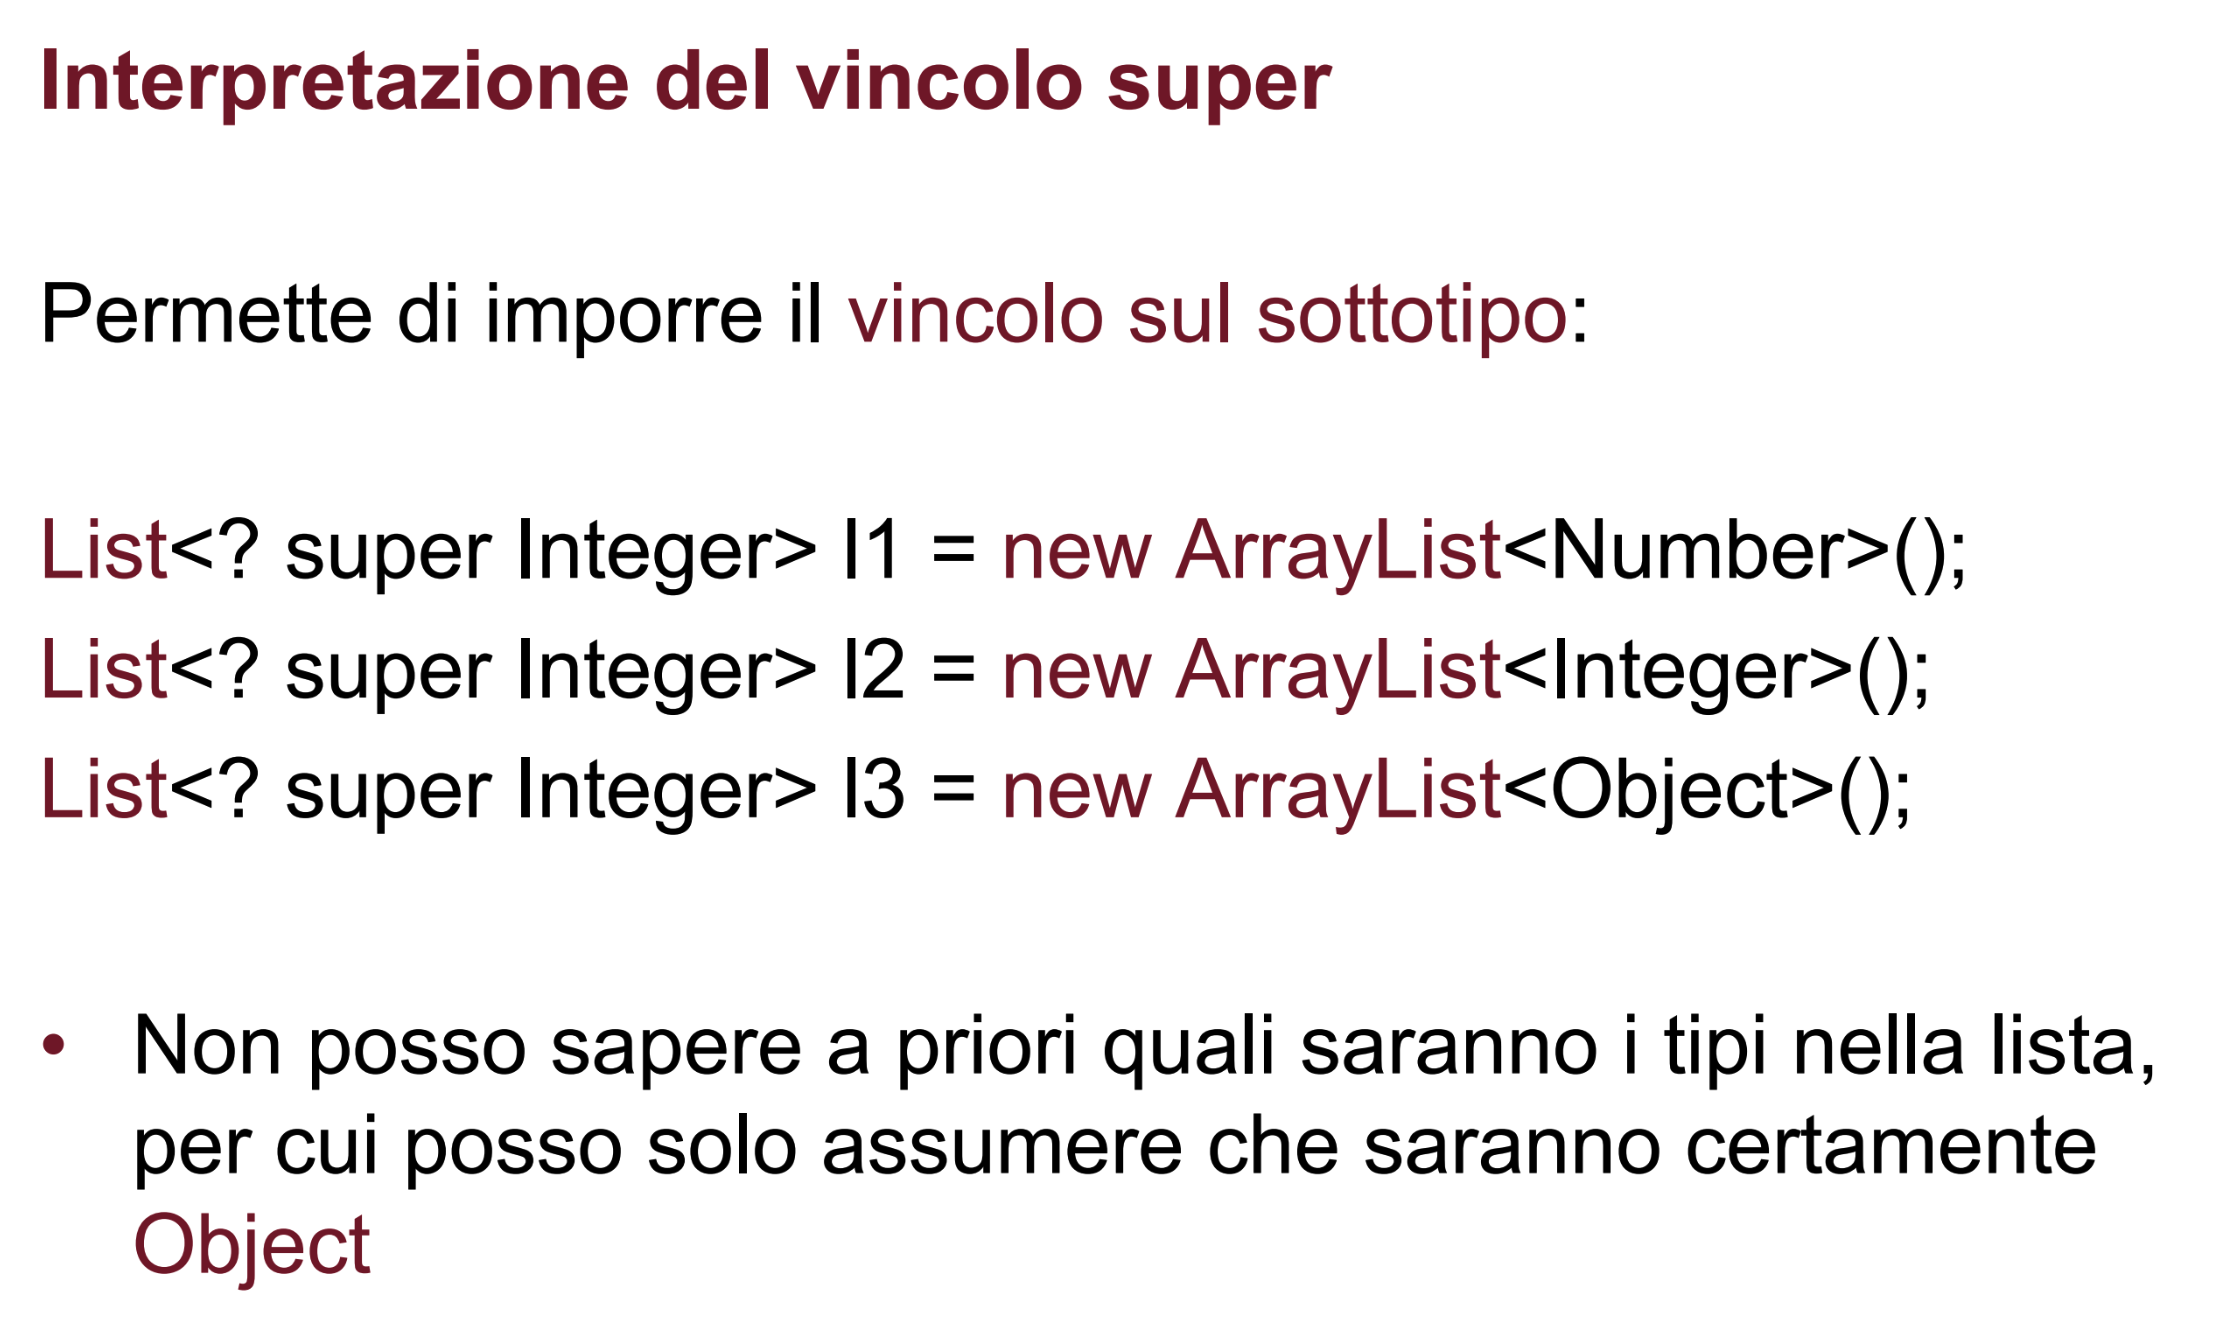 Interpretazione del vincolo super
Permette di imporre il vincolo sul sottotipo:
List<? super Integer> l1 = new ArrayList<Number>();
List<? super Integer> l2 = new ArrayList<Integer>();
List<? super Integer> l3 = new ArrayList<Object>();
• Non posso sapere a priori quali saranno i tipi nella lista,
per cui posso solo assumere che saranno certamente
Object